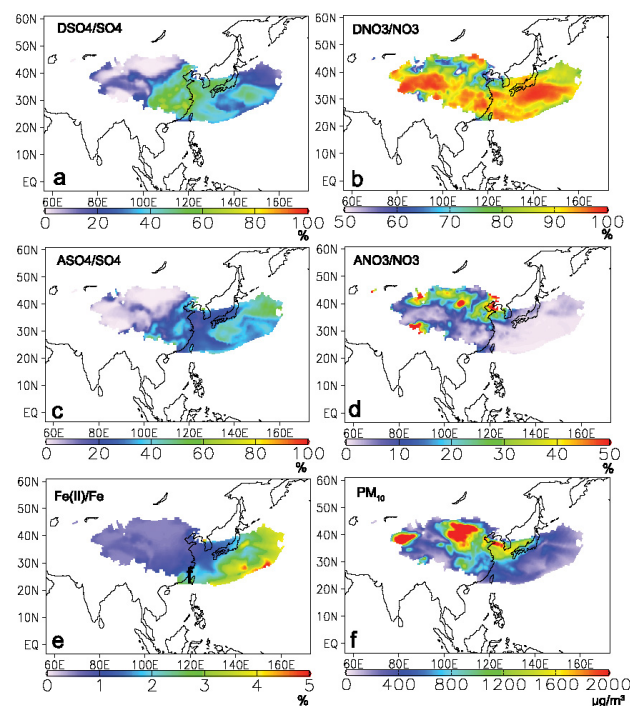 60N
DSO4/SO4
50N
40N
30N
20N
10N
EQ
a
60E 80E 100E 120E 140E 160E
0 20 40 60 80 100
%
60N
DNO3/NO3
50N
40N
30N
20N
10N
EQ
b
60E 80E 100E 120E 140E 160E
50 60 70 80 90 100
%
60N
ASO4/SO4
50N
40N
30N
20N
10N
EQ
c
60E 80E 100E 120E 140E 160E
0 20 40 60 80 100
%
60N
ANO3/NO3
50N
40N
30N
20N
10N
EQ
d
60E 80E 100E 120E 140E 160E
0 10 20 30 40 50
%
60N
Fe(II)/Fe
50N
40N
30N
20N
10N
EQ
e
60E 80E 100E 120E 140E 160E
0 1 2 3 4 5
%
60N
PM10
50N
40N
30N
20N
10N
EQ
f
60E 80E 100E 120E 140E 160E
0 400 800 1200 1600 2000
µg/m³